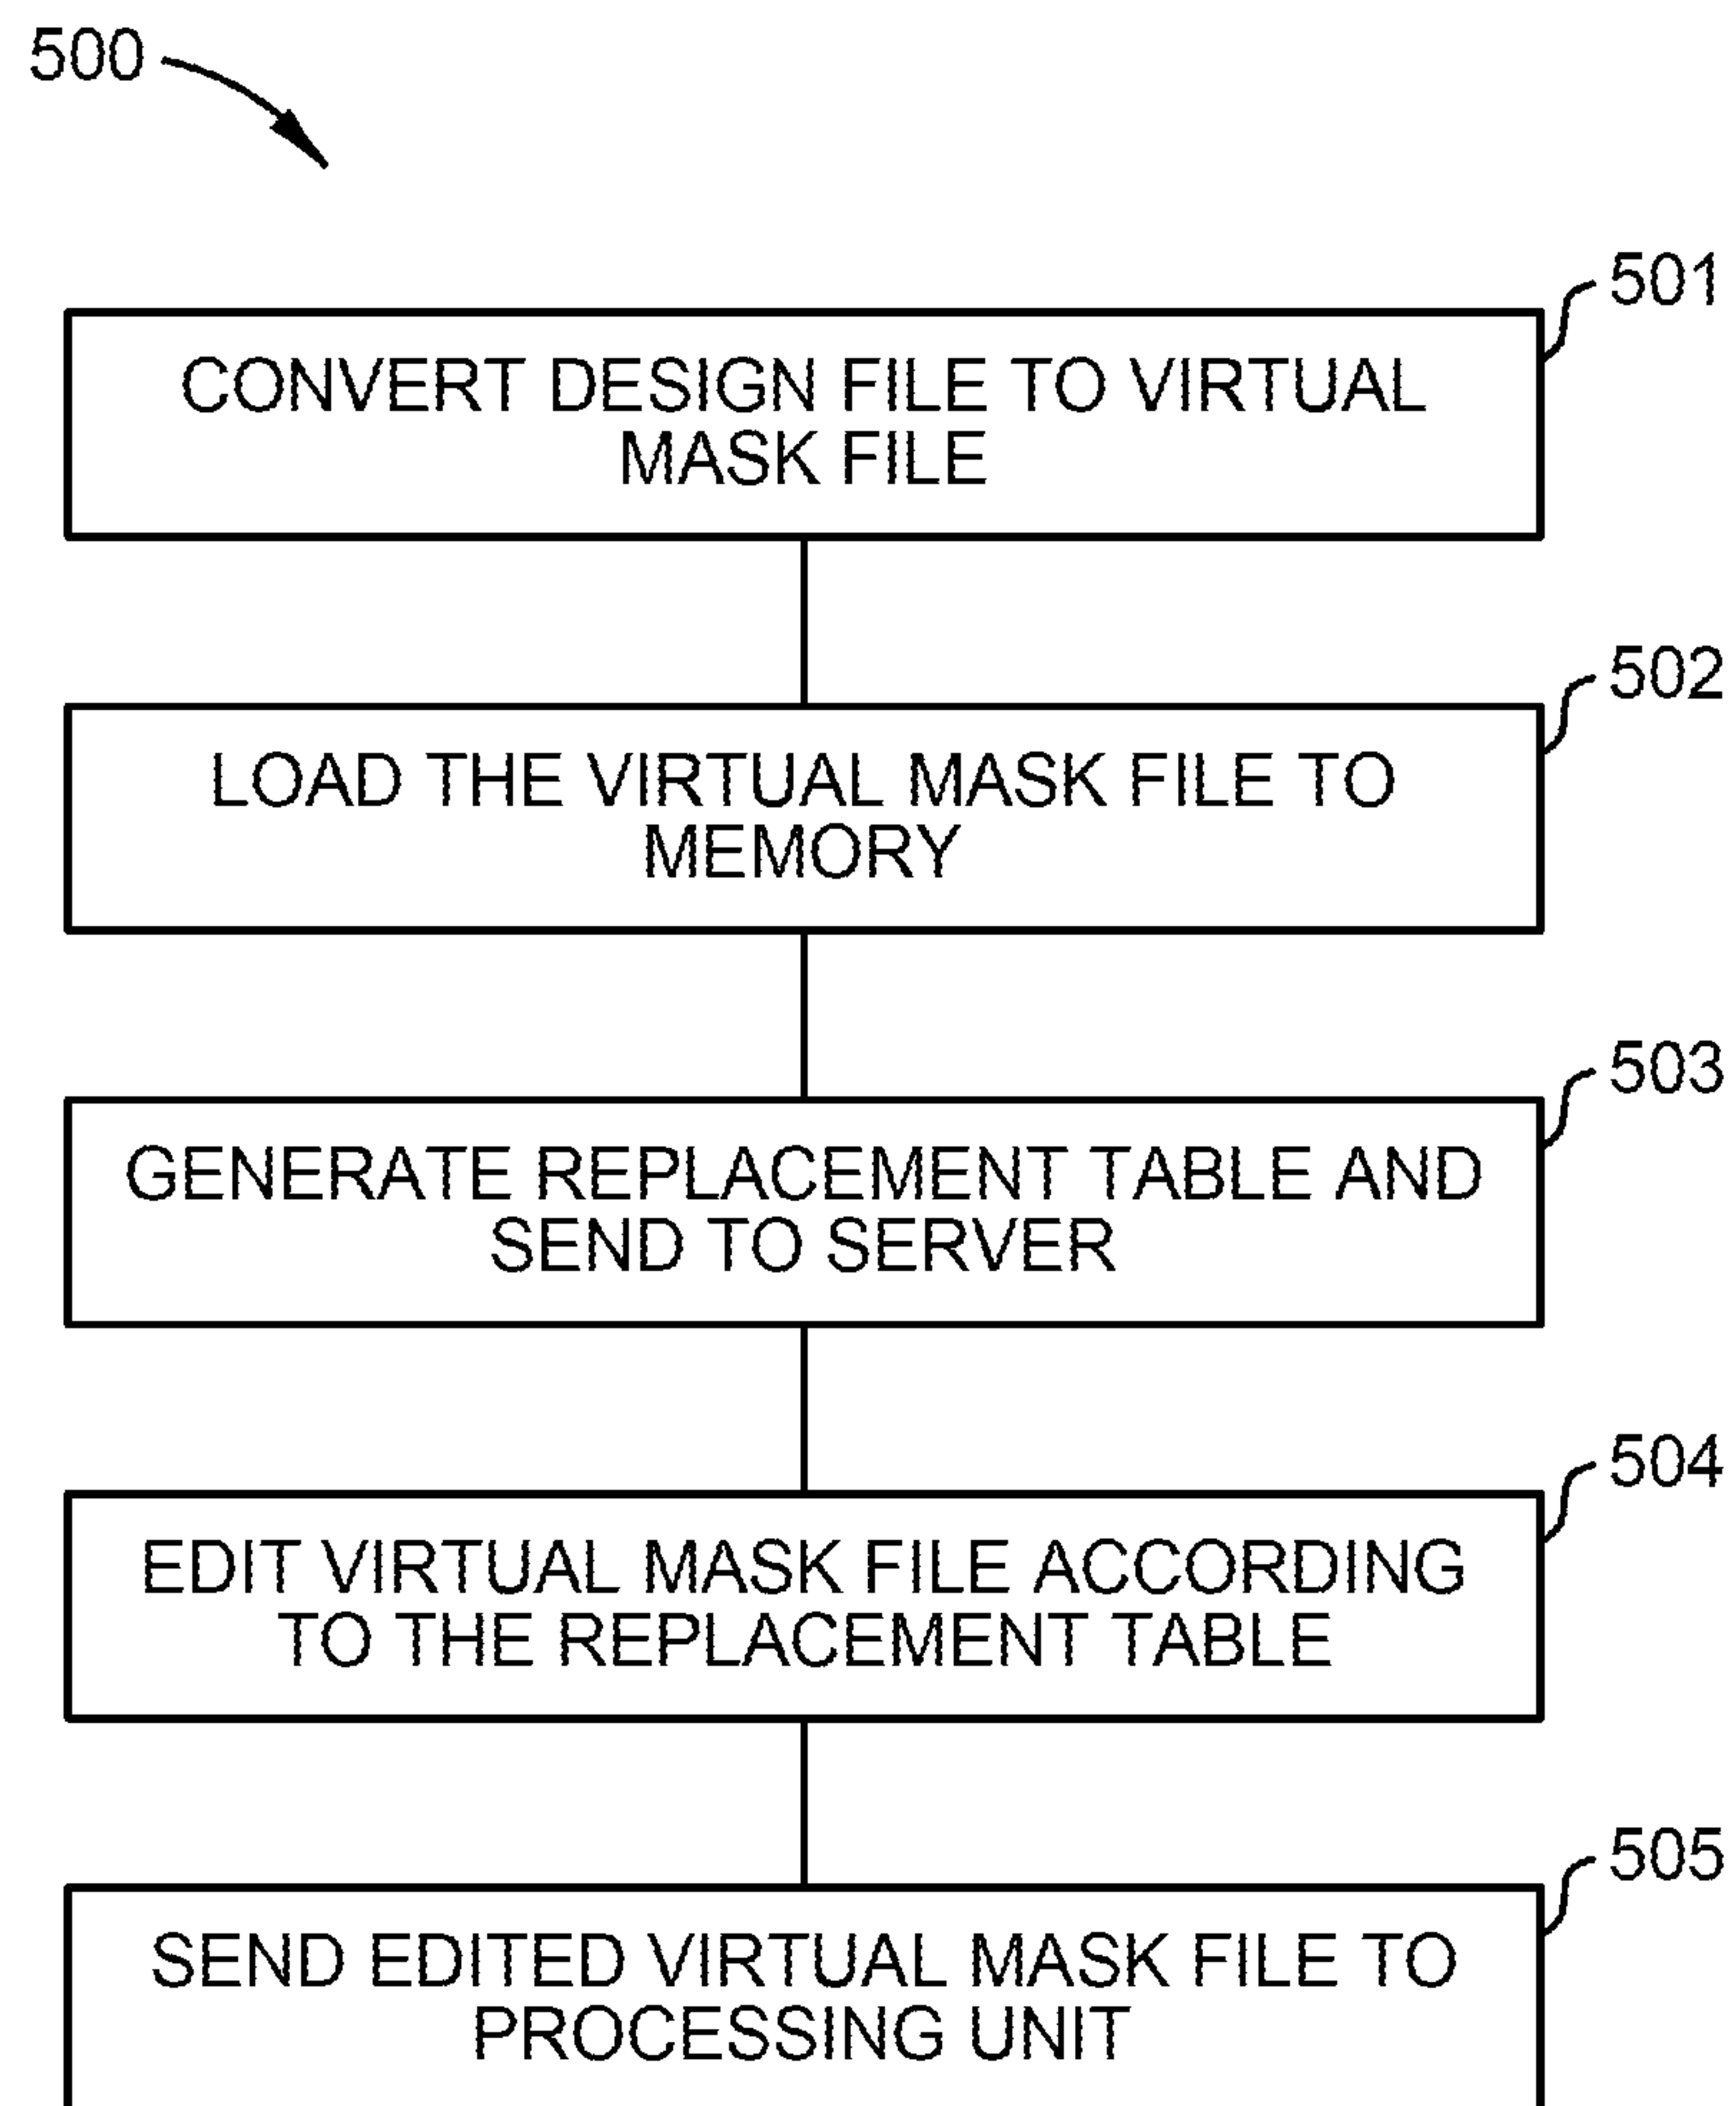 500
501
CONVERT DESIGN FILE TO VIRTUAL
MASK FILE
502
LOAD THE VIRTUAL MASK FILE TO
MEMORY
503
GENERATE REPLACEMENT TABLE AND
SEND TO SERVER
504
EDIT VIRTUAL MASK FILE ACCORDING
TO THE REPLACEMENT TABLE
505
SEND EDITED VIRTUAL MASK FILE TO
PROCESSING UNIT